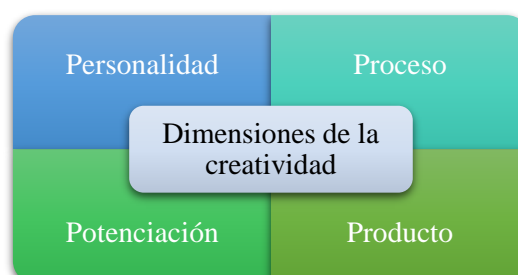 Personalidad
Proceso
Dimensiones de la
creatividad
Potenciación
Producto